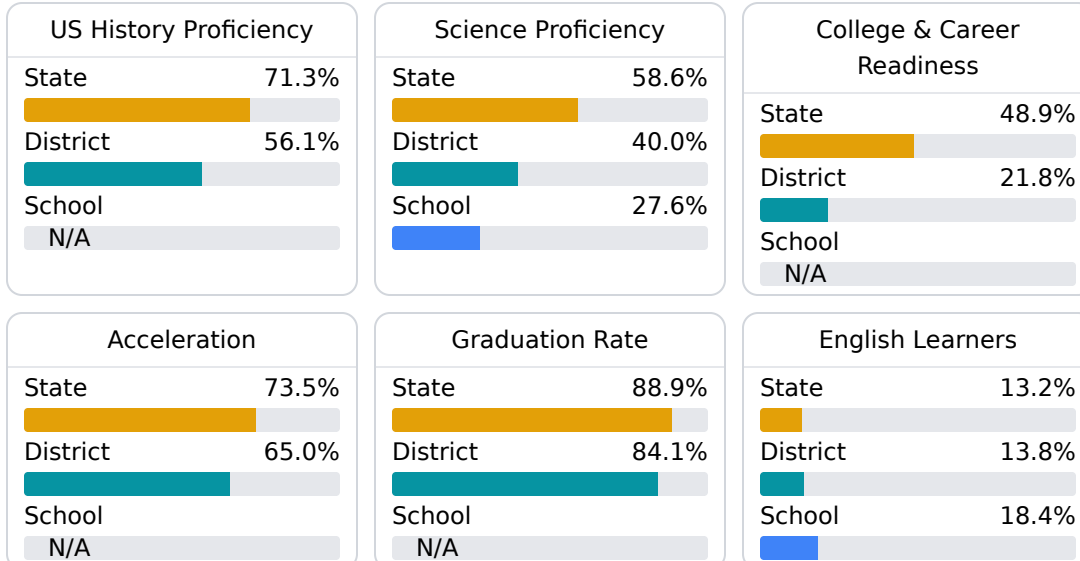 US History Proficiency
State 71.3%
District 56.1%
School
N/A
Science Proficiency
State 58.6%
District 40.0%
School 27.6%
College & Career
Readiness
State 48.9%
District 21.8%
School
N/A
Acceleration
State 73.5%
District 65.0%
School
N/A
Graduation Rate
State 88.9%
District 84.1%
School
N/A
English Learners
State 13.2%
District 13.8%
School 18.4%